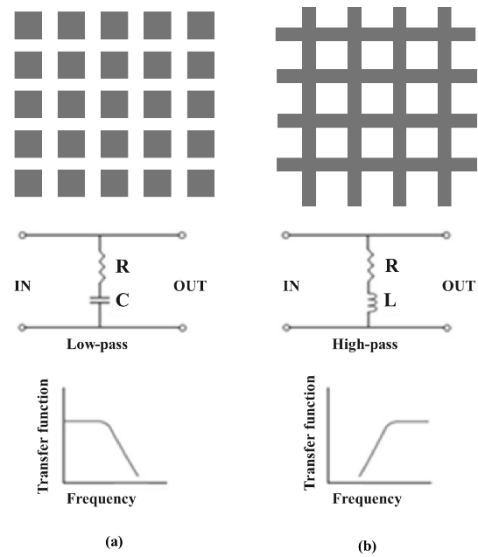 R
IN
C
OUT
Low-pass
Transfer function
Frequency
(a)
R
IN
L
OUT
High-pass
Transfer function
Frequency
(b)